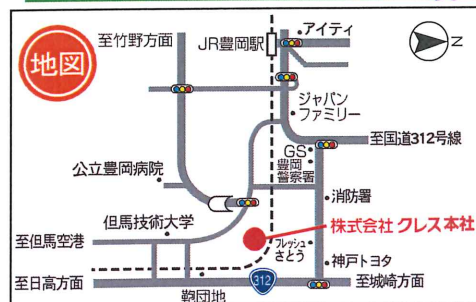 地図
至竹野方面
JR豊岡駅
アイティ
N
ジャパン
ファミリー
至国道312号線
GS
豊岡
警察署
公立豊岡病院
消防署
但馬技術大学
株式会社 クレス本社
至但馬空港
フレッシュ
さとう
神戸トヨタ
至日高方面
鞄団地
312
至城崎方面